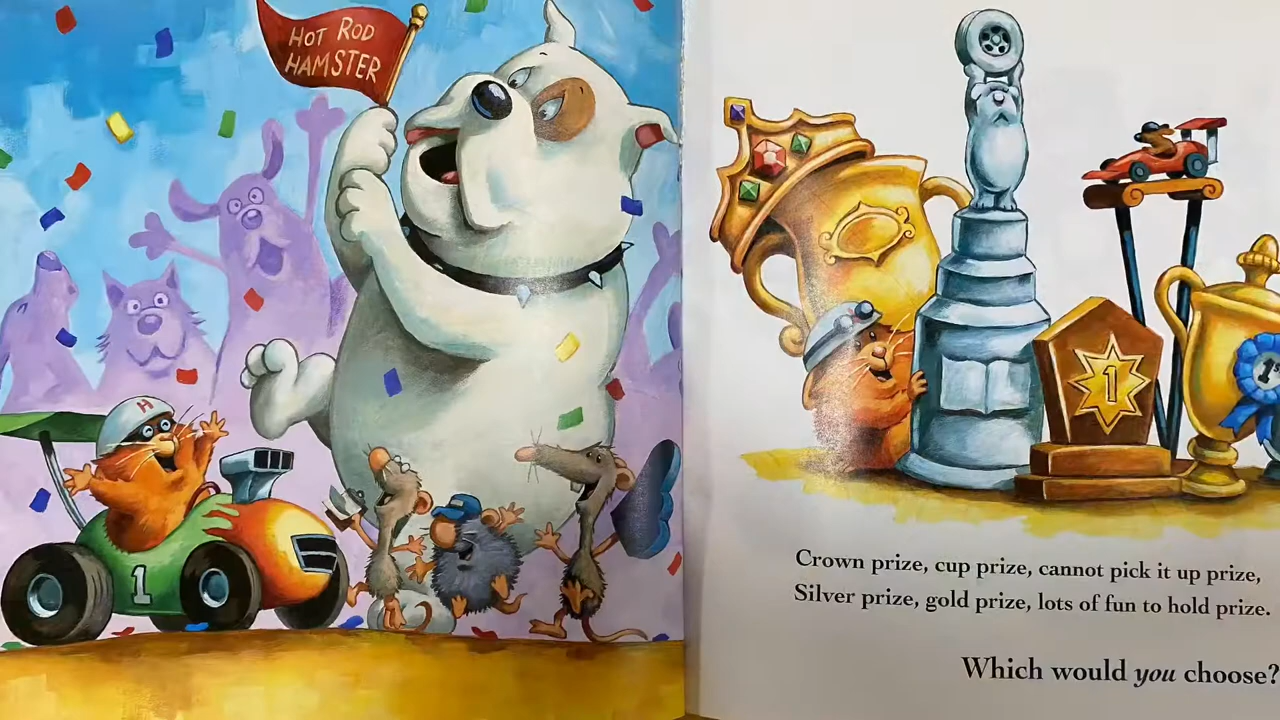 HOT ROD
HAMSTER
H
1
1
1st
Crown prize, cup prize, cannot pick it up prize,
Silver prize, gold prize, lots of fun to hold prize.
Which would you choose?